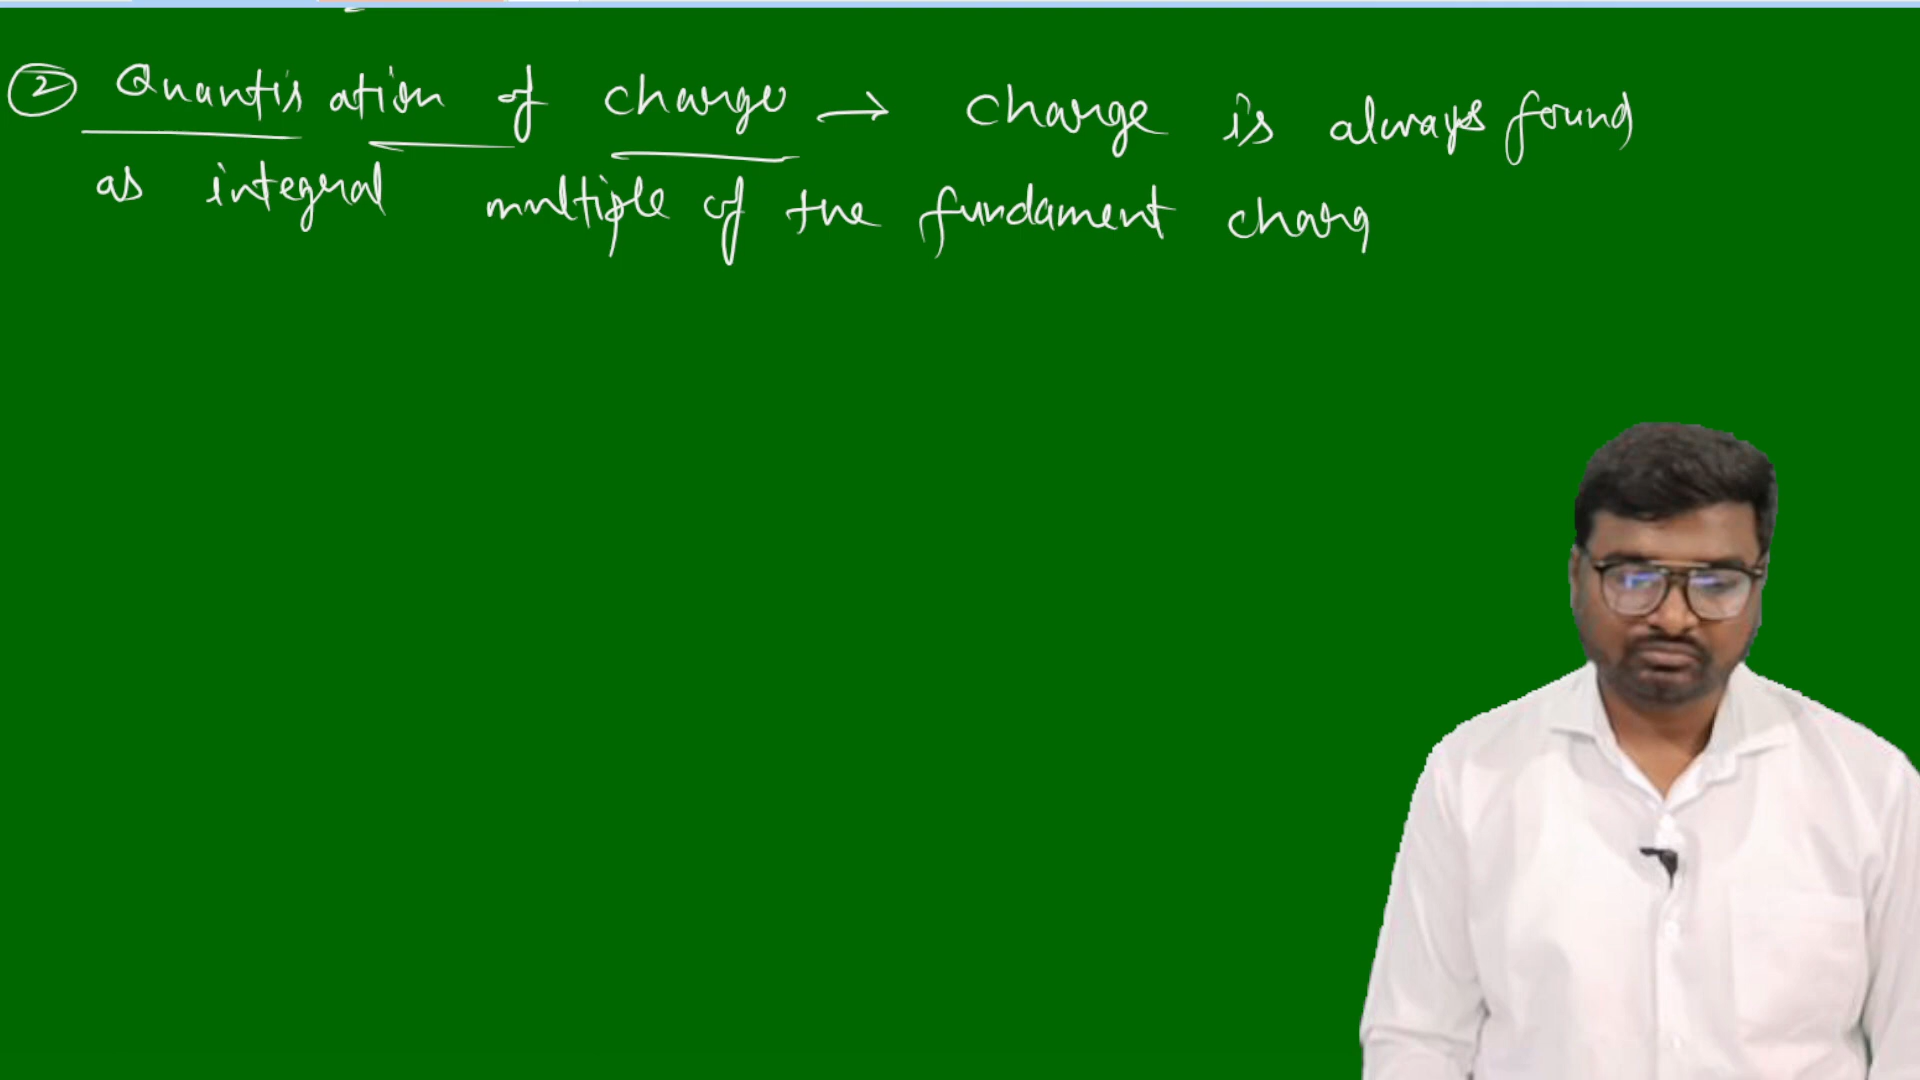 ② Quantisation of charge → charge is always found
as integral multiple of the fundament charg